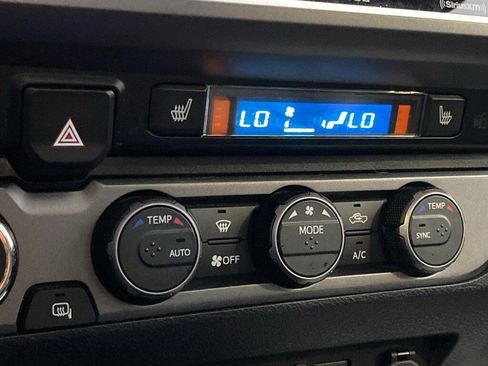 SiriusXM
LO LO
TEMP MODE TEMP
AUTO OFF A/C SYNC